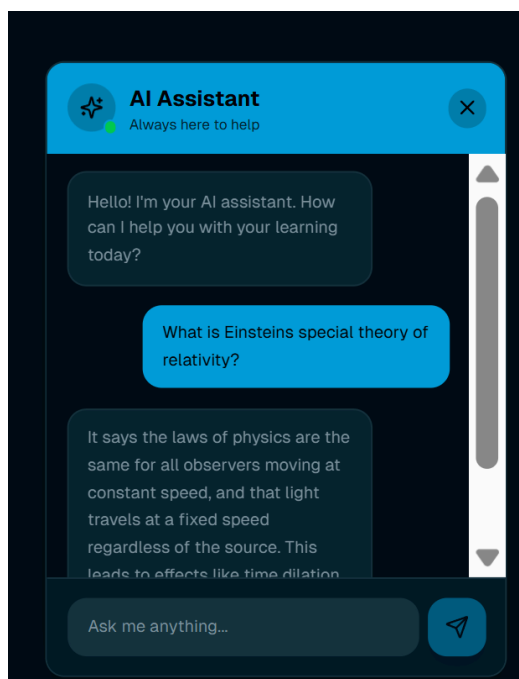 AI Assistant
Always here to help
Hello! I'm your AI assistant. How
can I help you with your learning
today?
What is Einsteins special theory of
relativity?
It says the laws of physics are the
same for all observers moving at
constant speed, and that light
travels at a fixed speed
regardless of the source. This
leads to effects like time dilation
Ask me anything...